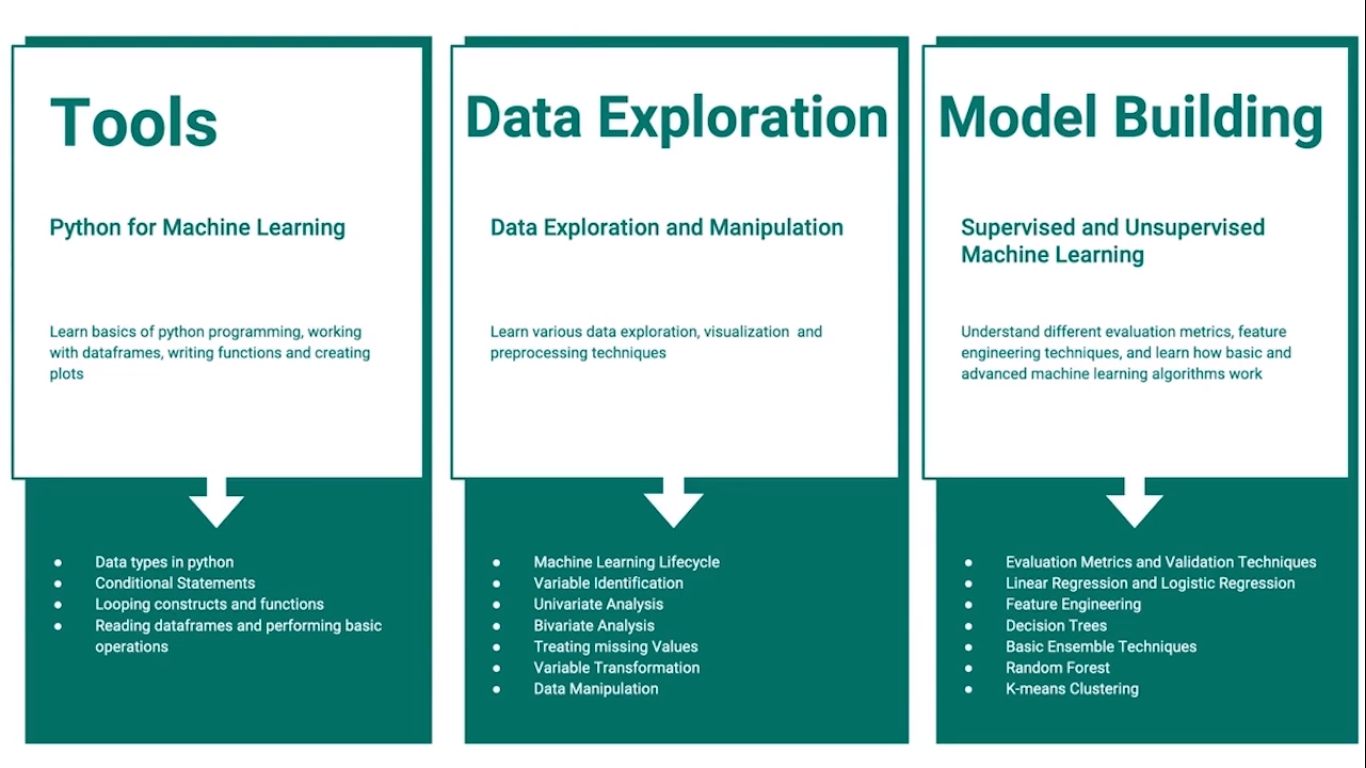 Tools
Python for Machine Learning
Learn basics of python programming, working
with dataframes, writing functions and creating
plots
● Data types in python
● Conditional Statements
● Looping constructs and functions
● Reading dataframes and performing basic
operations
Data Exploration
Data Exploration and Manipulation
Learn various data exploration, visualization  and
preprocessing techniques
● Machine Learning Lifecycle
● Variable Identification
● Univariate Analysis
● Bivariate Analysis
● Treating missing Values
● Variable Transformation
● Data Manipulation
Model Building
Supervised and Unsupervised
Machine Learning
Understand different evaluation metrics, feature
engineering techniques, and learn how basic and
advanced machine learning algorithms work
● Evaluation Metrics and Validation Techniques
● Linear Regression and Logistic Regression
● Feature Engineering
● Decision Trees
● Basic Ensemble Techniques
● Random Forest
● K-means Clustering